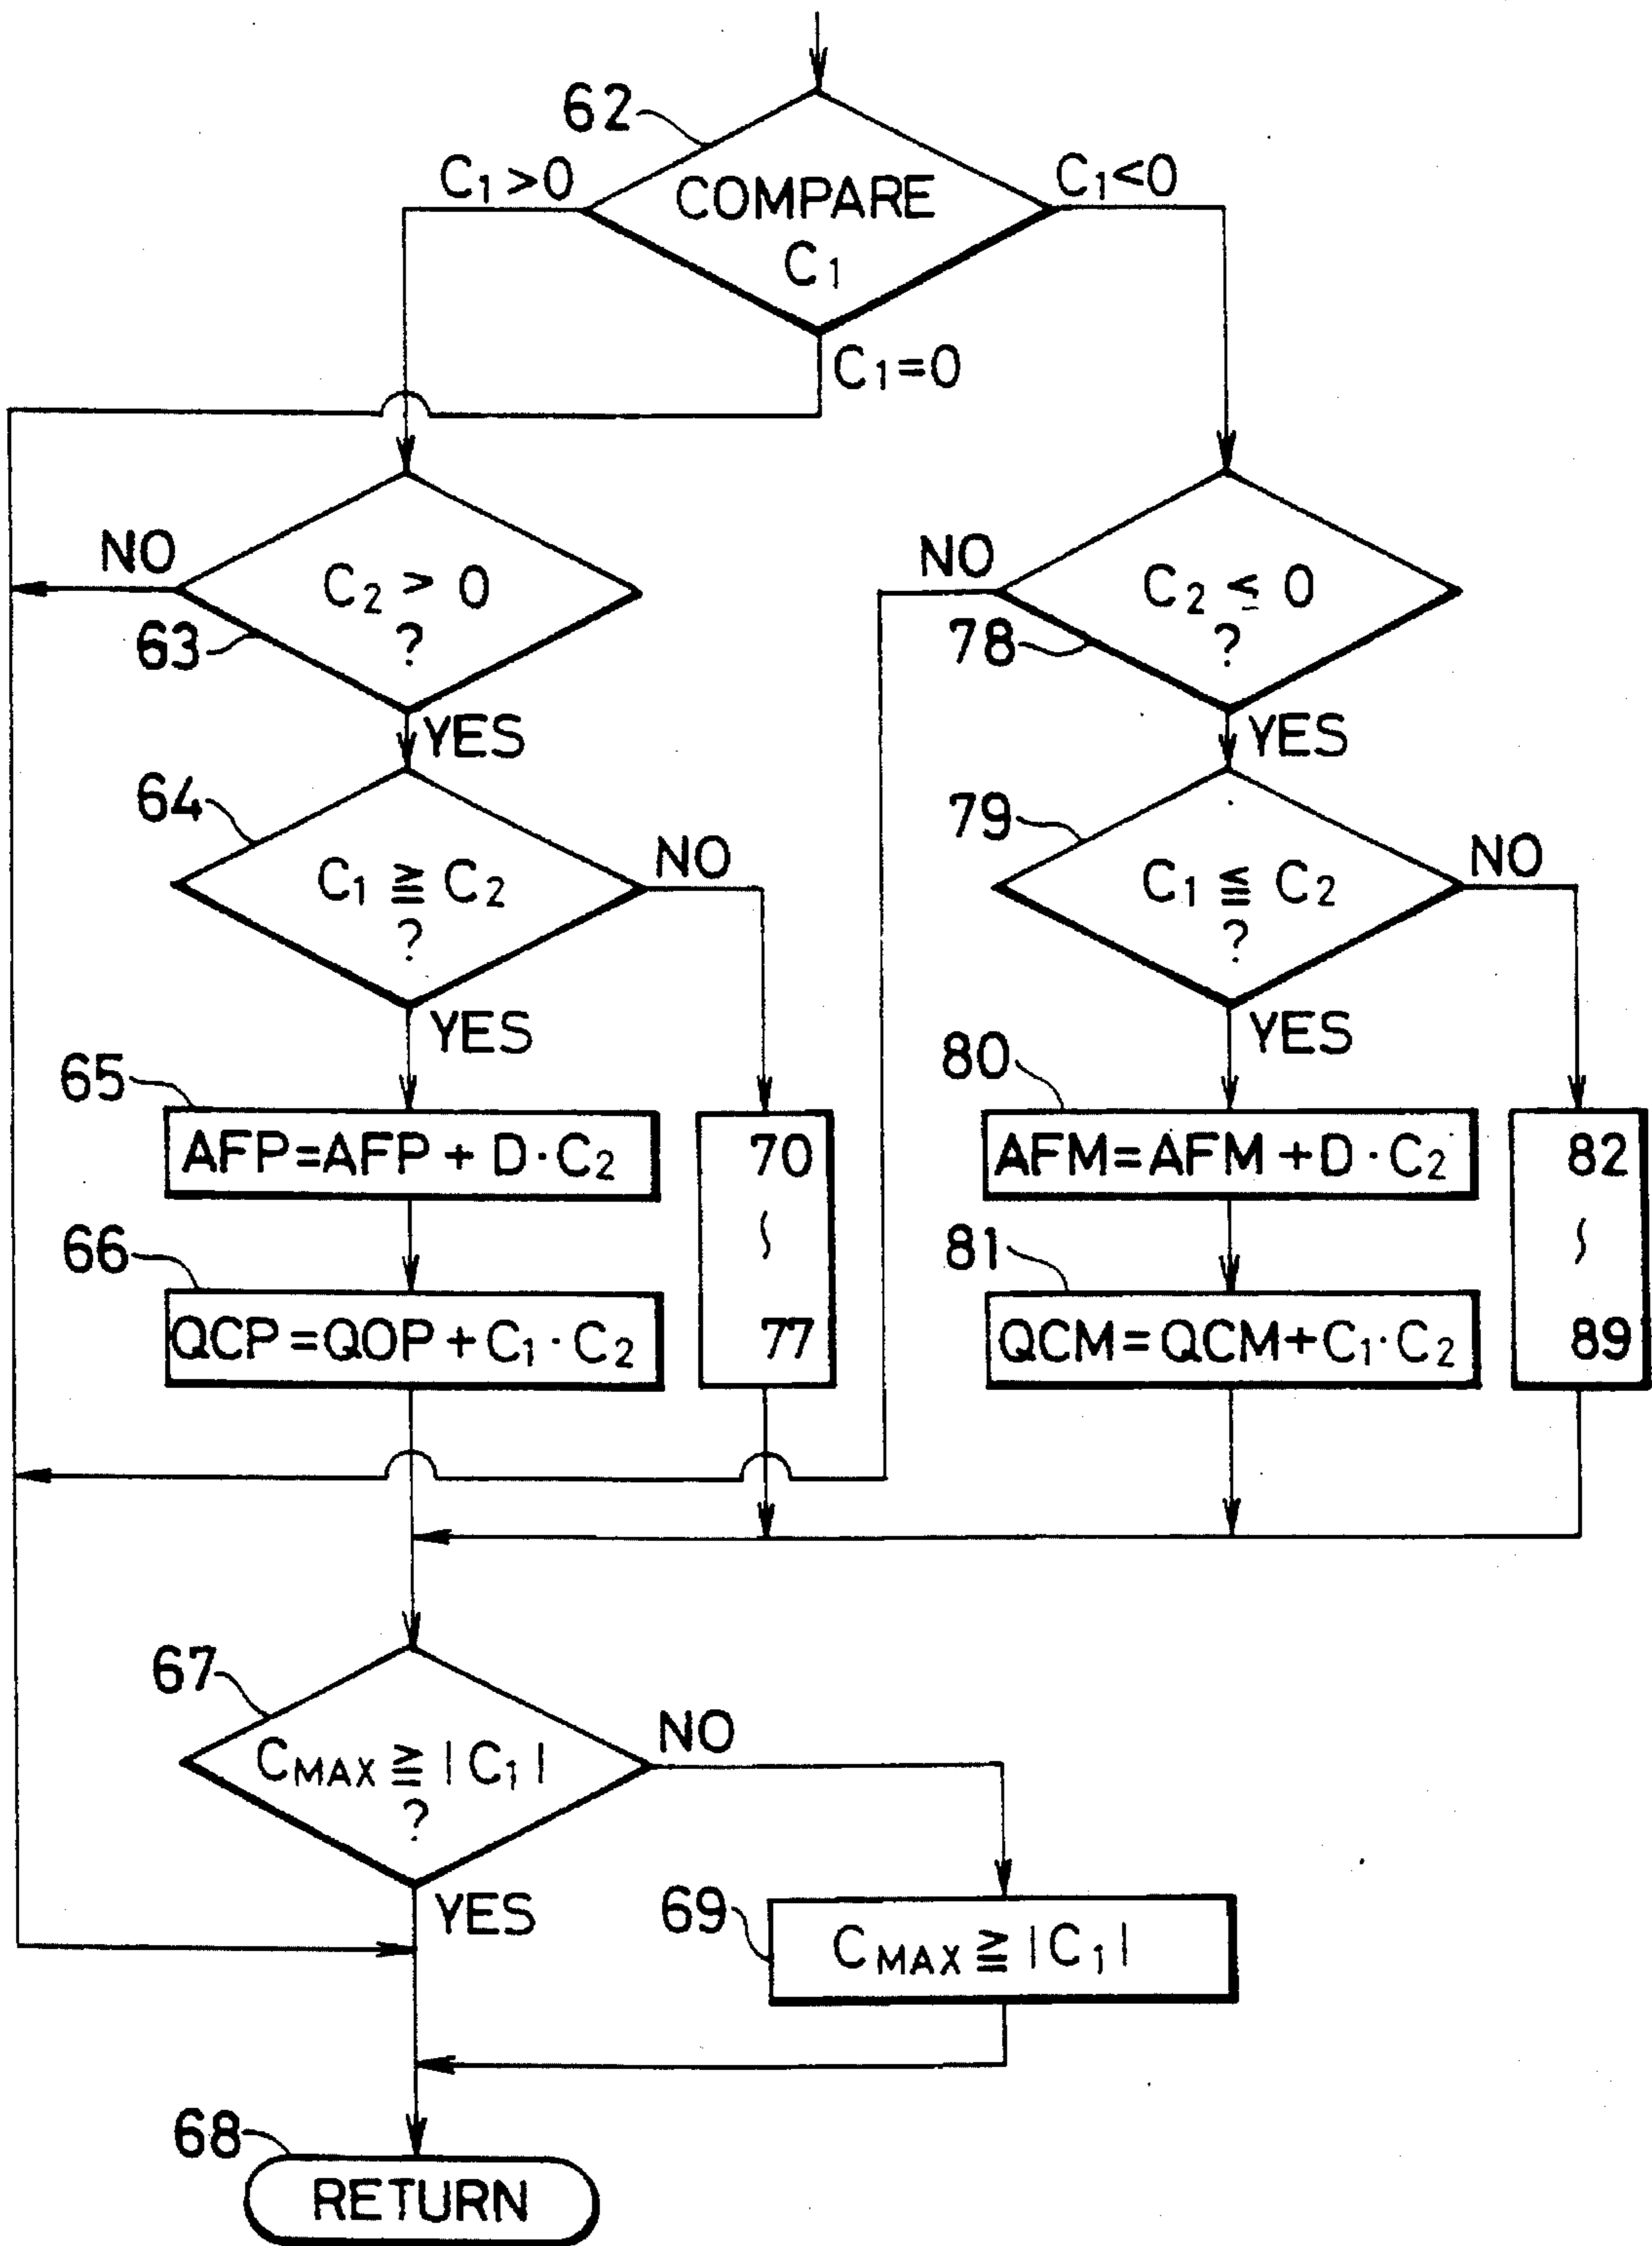 62
C₁>0
COMPARE
C₁
C₁<0
C₁=0
NO
C₂ > 0
?
63
YES
NO
C₂ ≤ 0
?
78
YES
64
C₁ ≧ C₂
?
NO
YES
79
C₁ ≦ C₂
?
NO
YES
65
AFP=AFP + D·C₂
66
QCP=QOP + C₁·C₂
70
~
77
80
AFM=AFM + D·C₂
81
QCM=QCM+C₁·C₂
82
~
89
67
CMAX ≧ |C₁|
?
NO
YES
69
CMAX ≧ |C₁|
68
RETURN